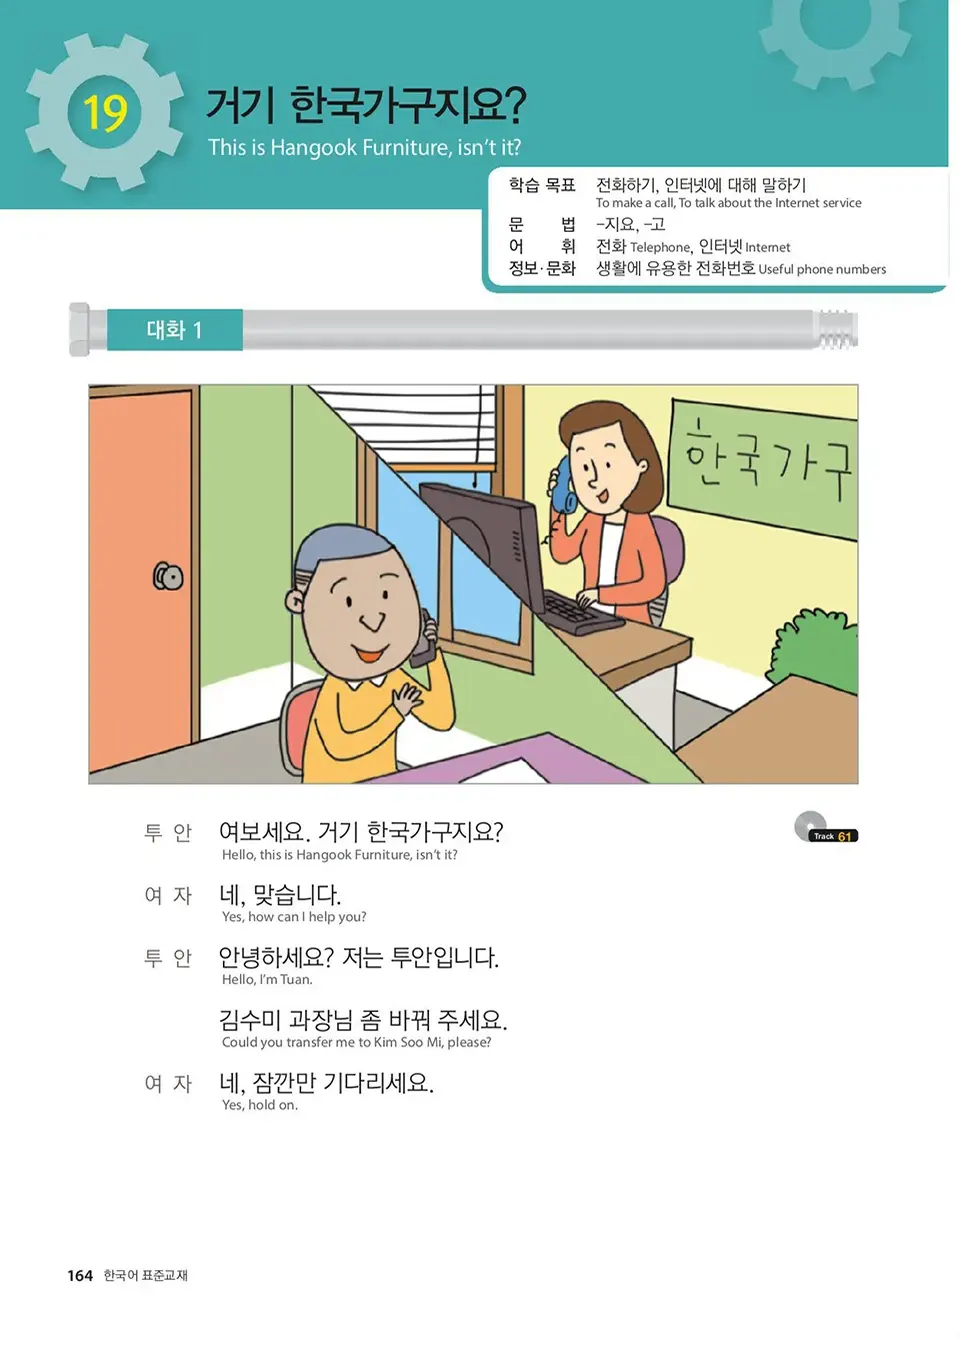 19
거기 한국가구지요?
This is Hangook Furniture, isn't it?
학습 목표 전화하기, 인터넷에 대해 말하기
To make a call, To talk about the Internet service
문 법 -지요, -고
어 휘 전화 Telephone, 인터넷 Internet
정보·문화 생활에 유용한 전화번호 Useful phone numbers
대화 1
한국가구
투 안 여보세요. 거기 한국가구지요?
Hello, this is Hangook Furniture, isn't it?
Track 61
여 자 네, 맞습니다.
Yes, how can I help you?
투 안 안녕하세요? 저는 투안입니다.
Hello, I'm Tuan.
김수미 과장님 좀 바꿔 주세요.
Could you transfer me to Kim Soo Mi, please?
여 자 네, 잠깐만 기다리세요.
Yes, hold on.
164 한국어 표준교재